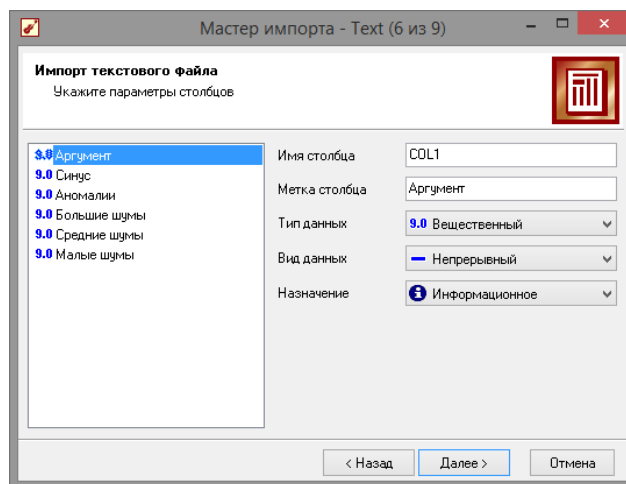 Мастер импорта - Text (6 из 9)
Импорт текстового файла
Укажите параметры столбцов
9.0 Аргумент
9.0 Синус
9.0 Аномалии
9.0 Большие шумы
9.0 Средние шумы
9.0 Малые шумы
Имя столбца COL1
Метка столбца Аргумент
Тип данных 9.0 Вещественный
Вид данных Непрерывный
Назначение Информационное
< Назад Далее > Отмена